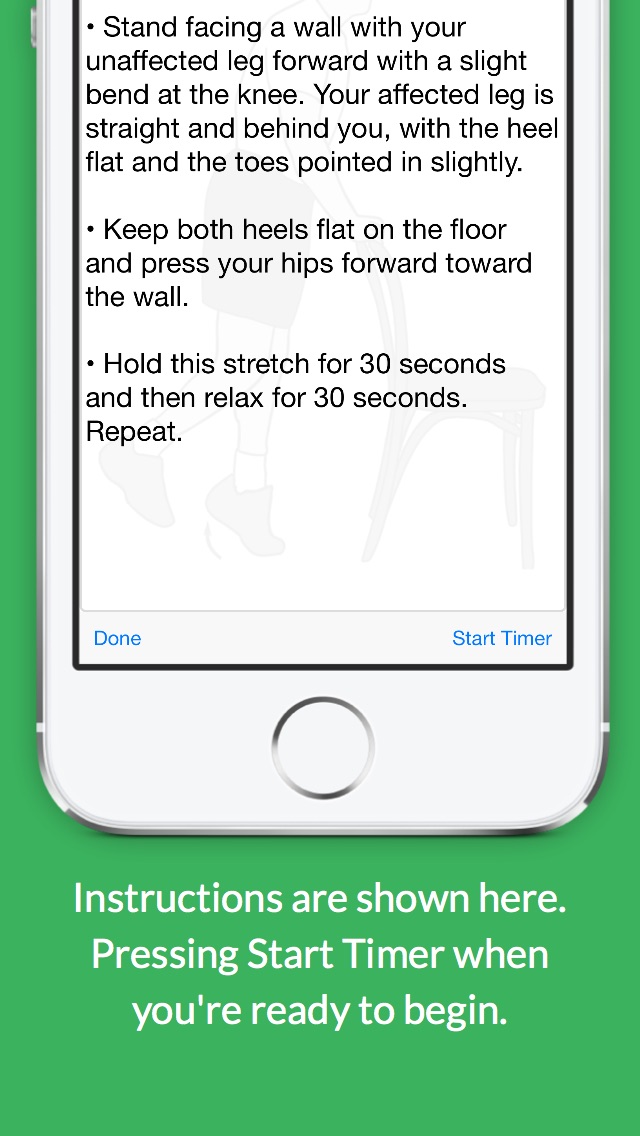 • Stand facing a wall with your
unaffected leg forward with a slight
bend at the knee. Your affected leg is
straight and behind you, with the heel
flat and the toes pointed in slightly.
• Keep both heels flat on the floor
and press your hips forward toward
the wall.
• Hold this stretch for 30 seconds
and then relax for 30 seconds.
Repeat.
Done
Start Timer
Instructions are shown here.
Pressing Start Timer when
you're ready to begin.